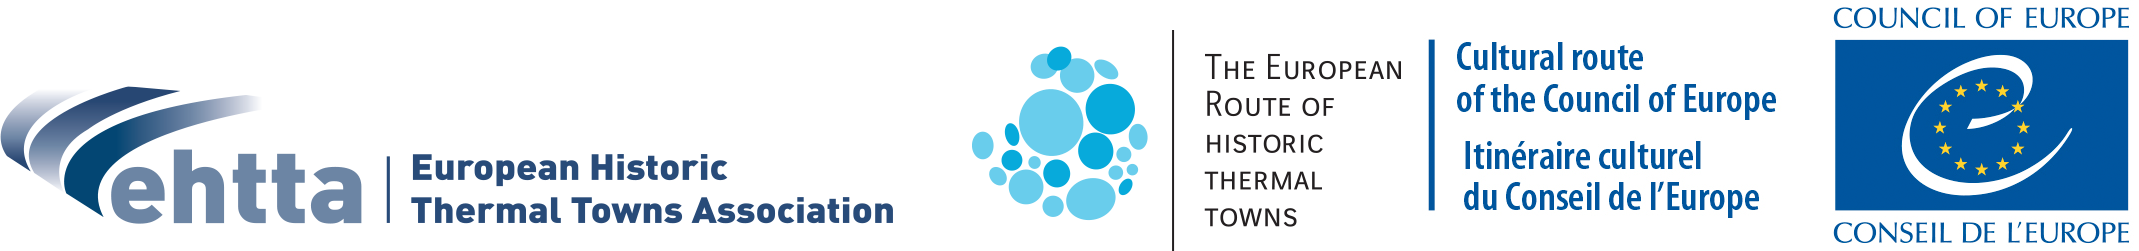 ehtta
European Historic
Thermal Towns Association
The European
Route of
historic
thermal
towns
Cultural route
of the Council of Europe
Itinéraire culturel
du Conseil de l'Europe
COUNCIL OF EUROPE
CONSEIL DE L'EUROPE